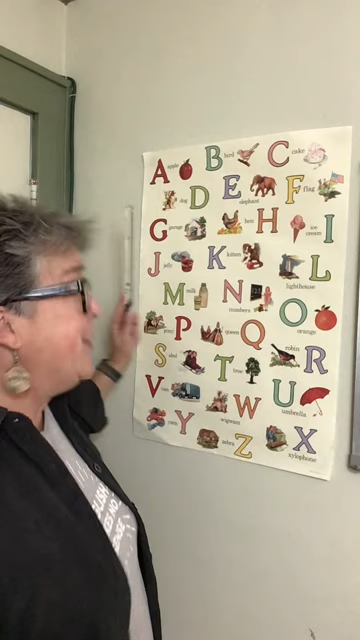 A apple B bird C cake
dog D E elephant F flag
G garage hen H ice cream I
J jelly K kitten L lighthouse
M milk N numbers O orange
pony P queen Q robin R
S sled T tree U umbrella
V van W wigwam X xylophone
yarn Y zebra Z